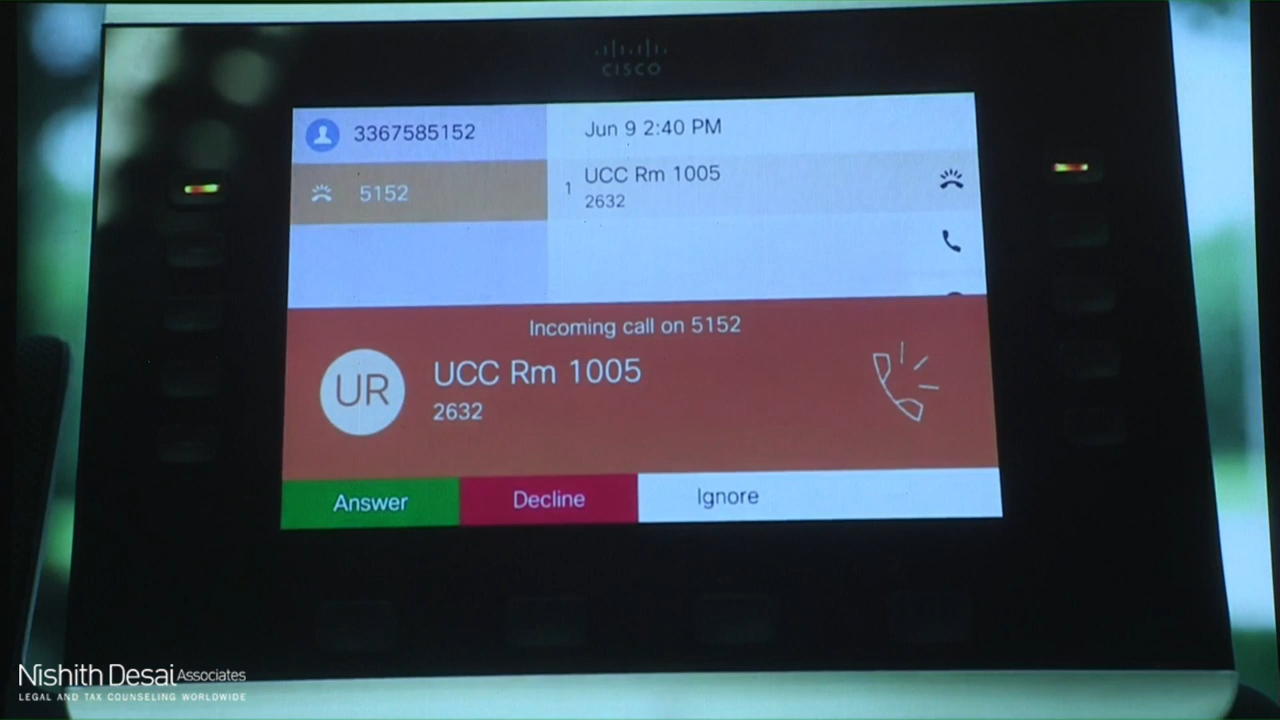 CISCO
3367585152
Jun 9 2:40 PM
5152
1
UCC Rm 1005
2632
Incoming call on 5152
UR
UCC Rm 1005
2632
Answer
Decline
Ignore
Nishith Desai Associates
LEGAL AND TAX COUNSELING WORLDWIDE